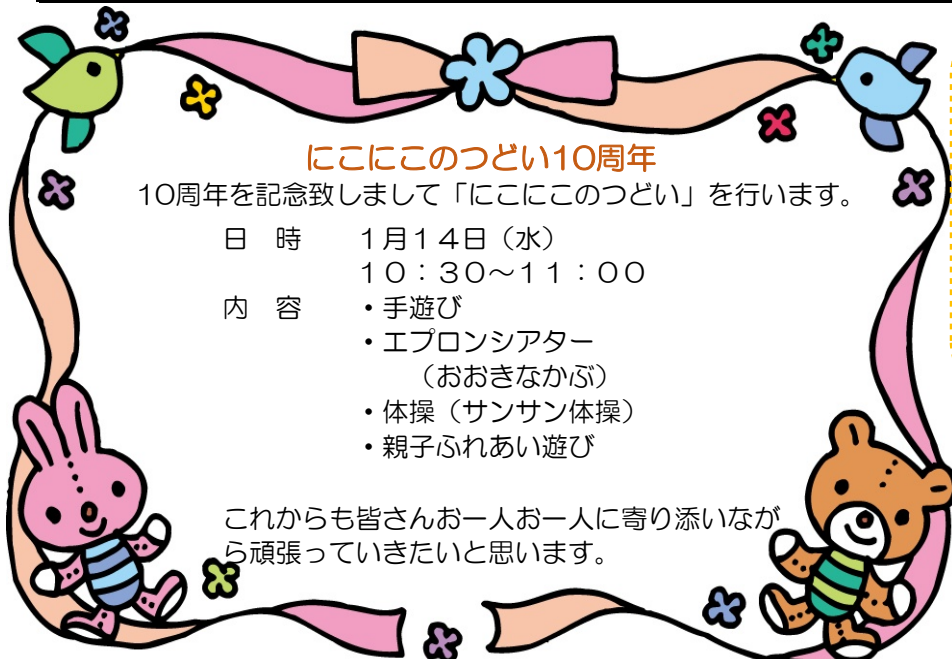 にこにこのつどい10周年
10周年を記念致しまして「にこにこのつどい」を行います。
日　時　　１月１４日（水）
１０：３０～１１：００
内　容　　・手遊び
・エプロンシアター
（おおきなかぶ）
・体操（サンサン体操）
・親子ふれあい遊び
これからも皆さんお一人お一人に寄り添いなが
ら頑張っていきたいと思います。